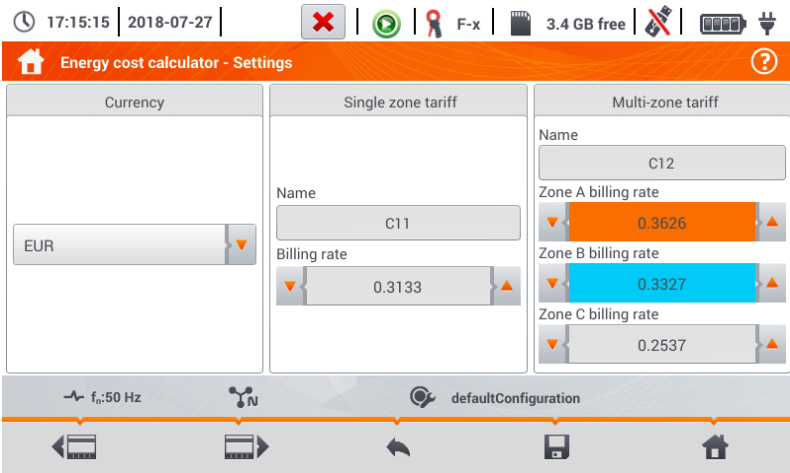 17:15:15 2018-07-27 F-x 3.4 GB free
Energy cost calculator - Settings ?
Currency
EUR
Single zone tariff
Name
C11
Billing rate
0.3133
Multi-zone tariff
Name
C12
Zone A billing rate
0.3626
Zone B billing rate
0.3327
Zone C billing rate
0.2537
fn:50 Hz N defaultConfiguration